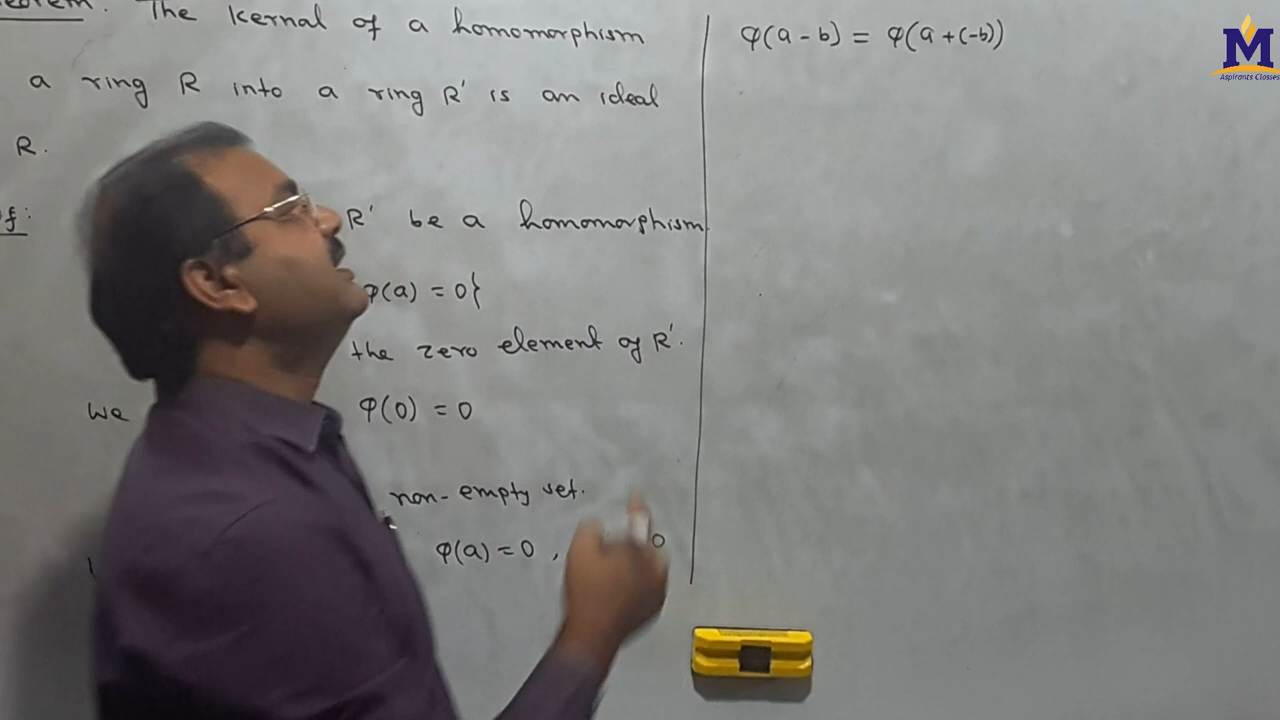 The kernal of a homomorphism
a ring R into a ring R' is an ideal
R.
R' be a homomorphism
φ(a) = 0}
the zero element of R'.
We φ(0) = 0
non-empty set.
φ(a) = 0 , 0
φ(a - b) = φ(a + (-b))
M
Aspirants Classes